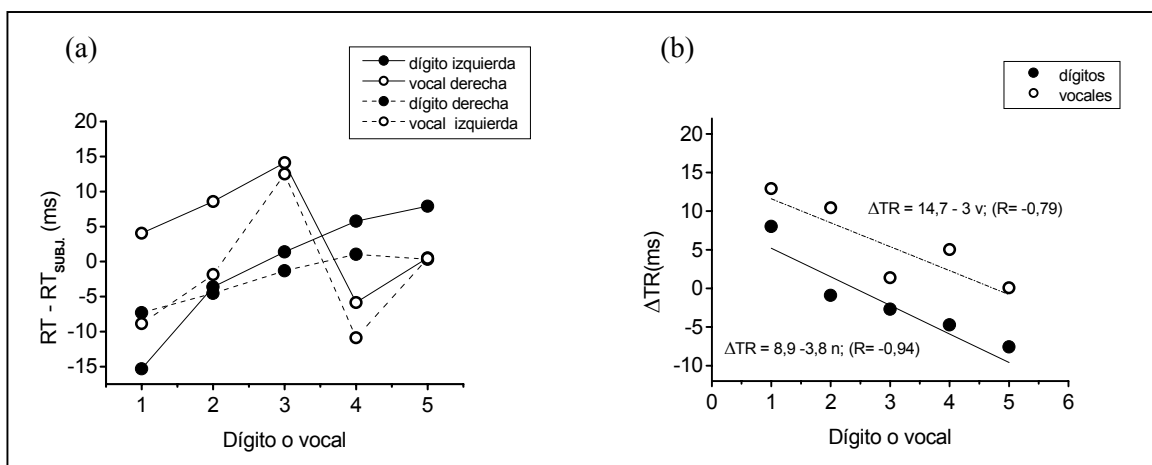 (a)
dígito izquierda
vocal derecha
dígito derecha
vocal izquierda
RT - RT SUBJ. (ms)
20
15
10
5
0
-5
-10
-15
1 2 3 4 5
Dígito o vocal
(b)
dígitos
vocales
ΔTR(ms)
20
15
10
5
0
-5
-10
ΔTR = 14,7 - 3 v; (R= -0,79)
ΔTR = 8,9 -3,8 n; (R= -0,94)
0 1 2 3 4 5 6
Dígito o vocal